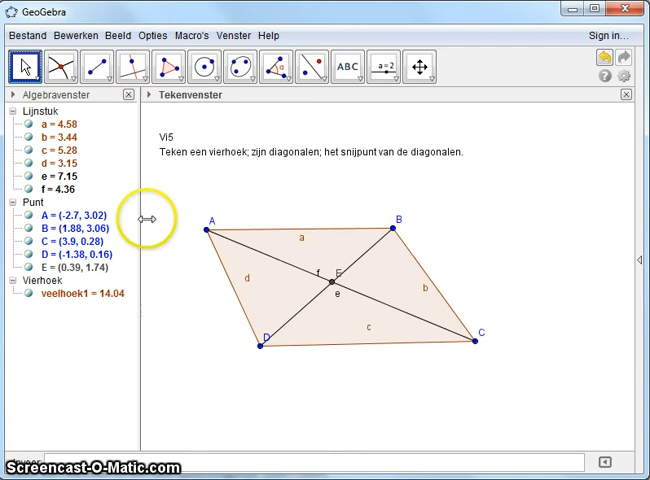 GeoGebra
Bestand Bewerken Beeld Opties Macro's Venster Help Sign in...
ABC a = 2
Algebravenster
Tekenvenster
Lijnstuk
a = 4.58
b = 3.44
c = 5.28
d = 3.15
e = 7.15
f = 4.36
Punt
A = (-2.7, 3.02)
B = (1.88, 3.06)
C = (3.9, 0.28)
D = (-1.38, 0.16)
E = (0.39, 1.74)
Vierhoek
veelhoek1 = 14.04
Vi5
Teken een vierhoek; zijn diagonalen; het snijpunt van de diagonalen.
A
B
a
f E
d
b
e
c
D
C
Screencast-O-Matic.com